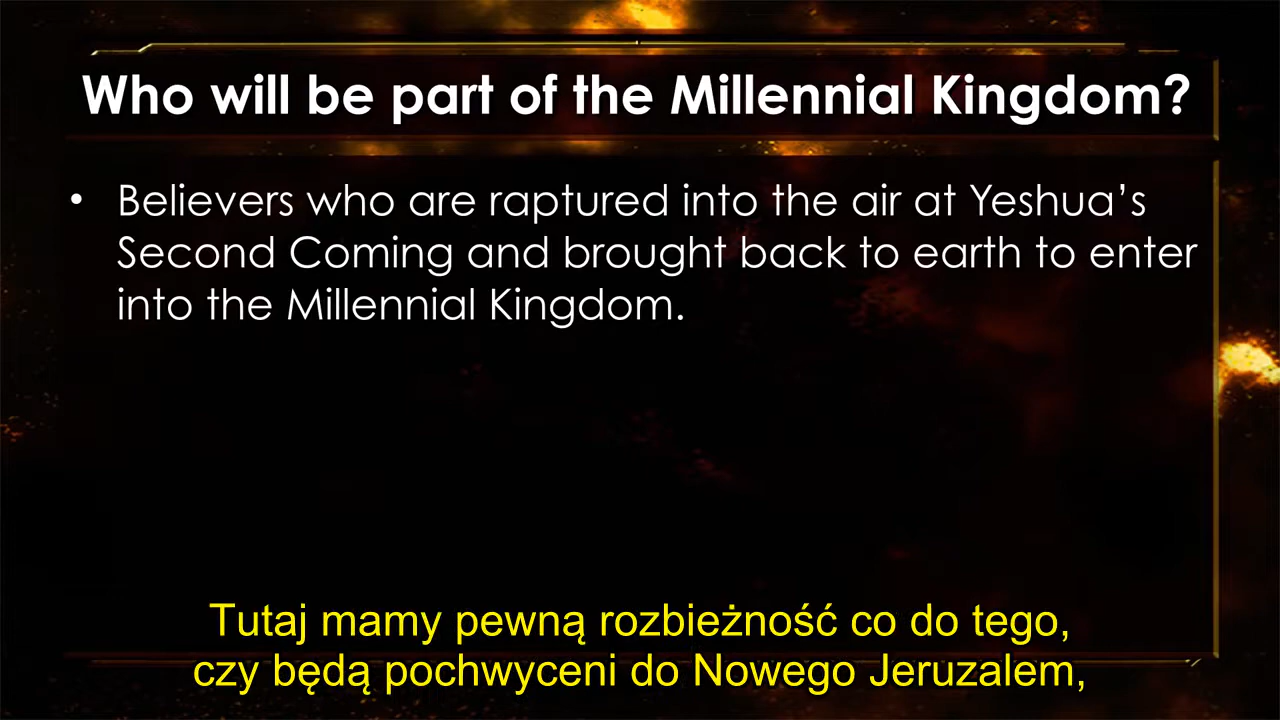 Who will be part of the Millennial Kingdom?
• Believers who are raptured into the air at Yeshua’s
Second Coming and brought back to earth to enter
into the Millennial Kingdom.
Tutaj mamy pewną rozbieżność co do tego,
czy będą pochwyceni do Nowego Jeruzalem,